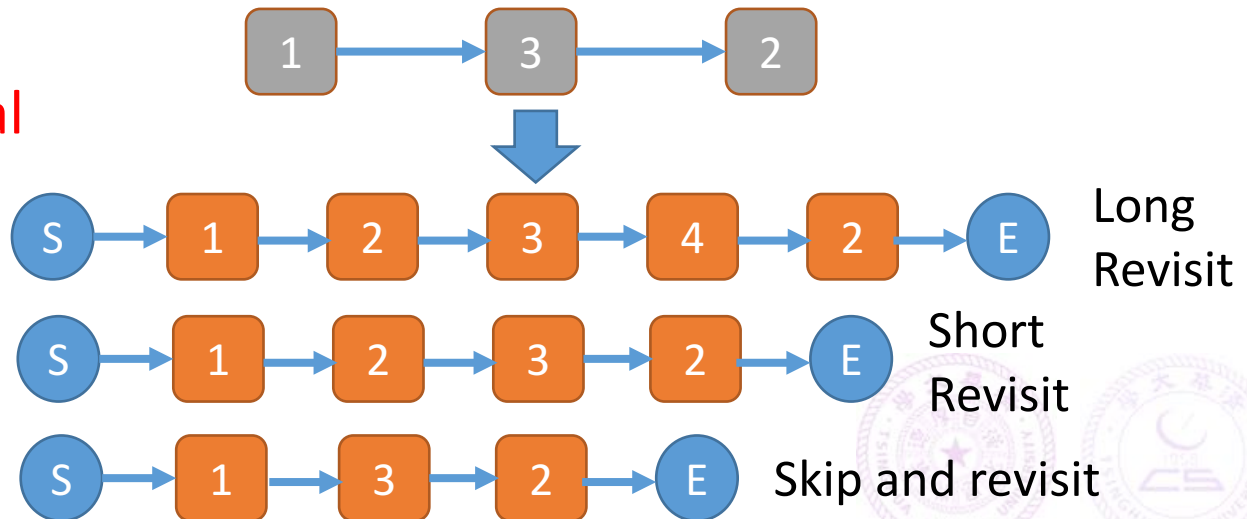 1 3 2
al
S 1 2 3 4 2 E
Long
Revisit
S 1 2 3 2 E
Short
Revisit
S 1 3 2 E
Skip and revisit